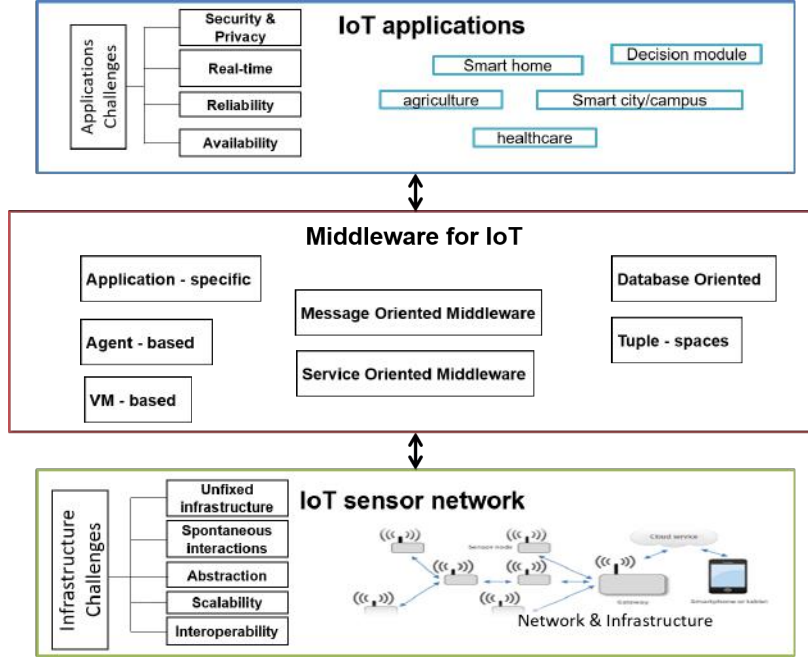 IoT applications
Applications
Challenges
Security &
Privacy
Real-time
Reliability
Availability
Smart home
Decision module
agriculture
Smart city/campus
healthcare
Middleware for IoT
Application - specific
Agent - based
VM - based
Message Oriented Middleware
Service Oriented Middleware
Database Oriented
Tuple - spaces
IoT sensor network
Infrastructure
Challenges
Unfixed
infrastructure
Spontaneous
Interactions
Abstraction
Scalability
Interoperability
Sensor node
Cloud service
Gateway
Smartphone or tablet
Network & Infrastructure